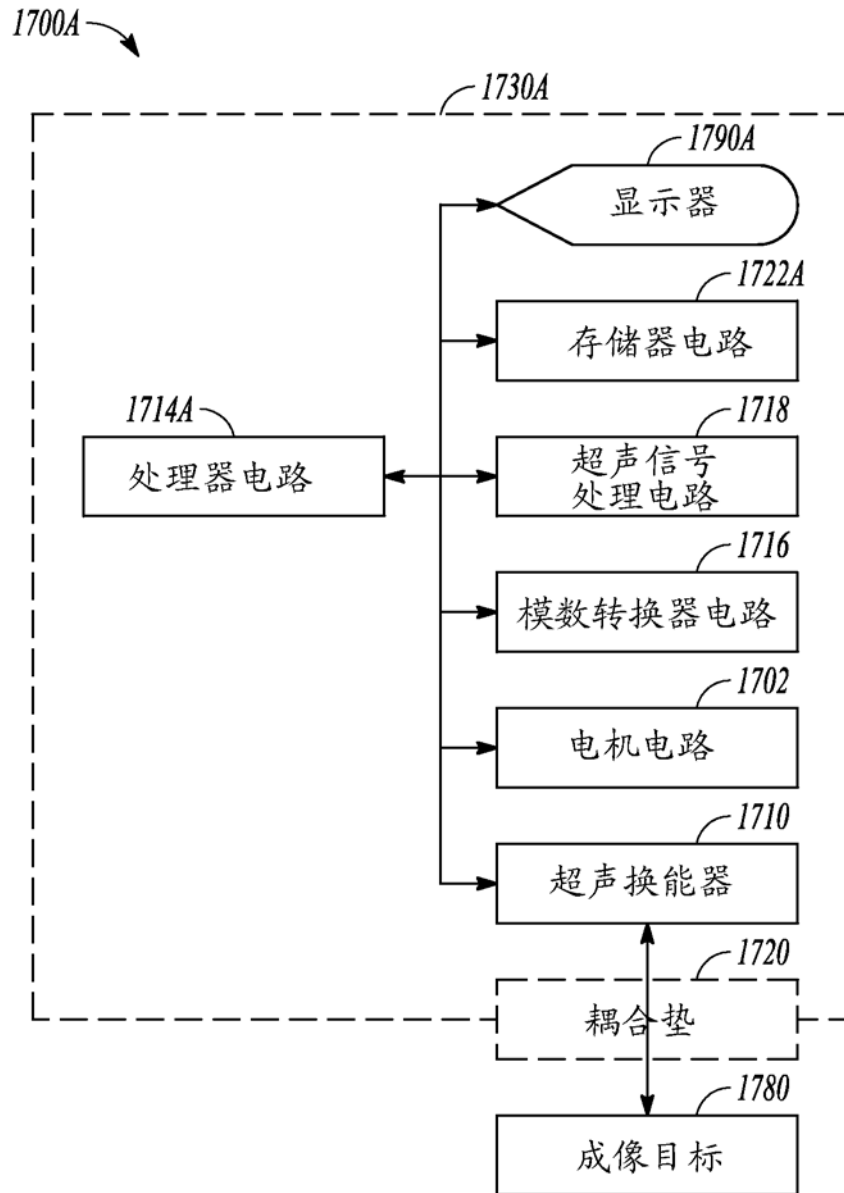 1700A
1730A
1790A
显示器
1722A
存储器电路
1714A
处理器电路
1718
超声信号
处理电路
1716
模数转换器电路
1702
电机电路
1710
超声换能器
1720
耦合垫
1780
成像目标